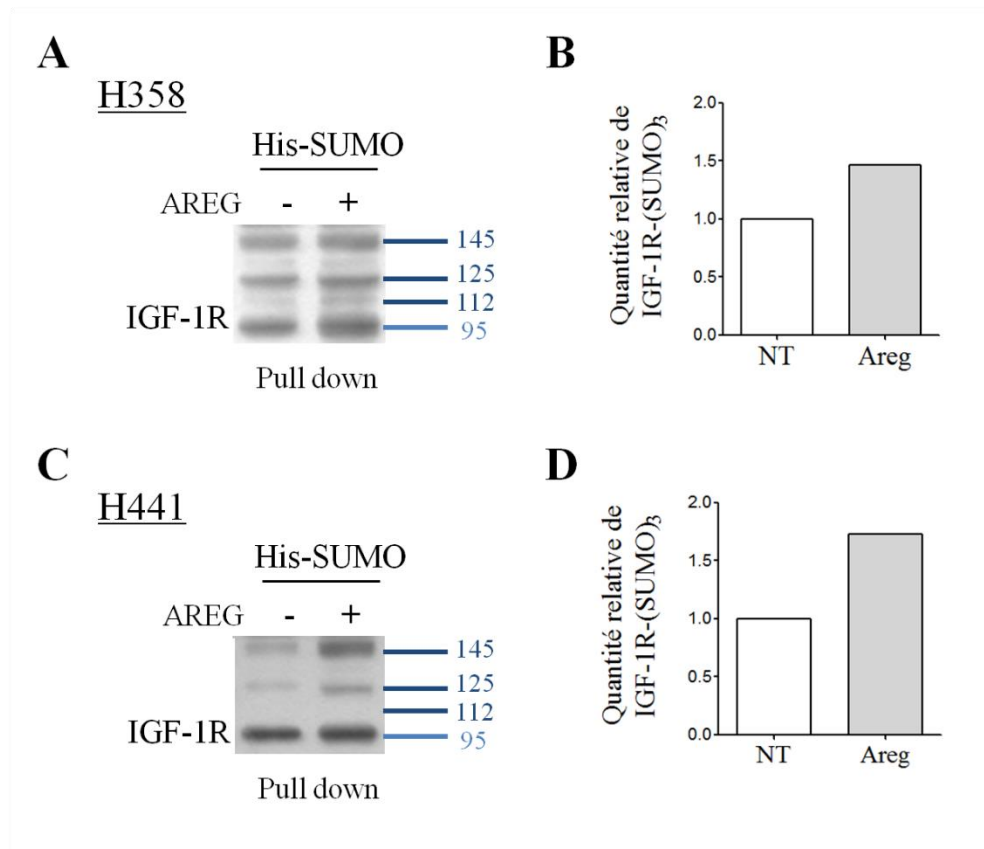 A
H358
His-SUMO
AREG - +
145
125
112
IGF-1R
95
Pull down
B
Quantité relative de
IGF-1R-(SUMO)3
2.0
1.5
1.0
0.5
0.0
NT Areg
C
H441
His-SUMO
AREG - +
145
125
112
IGF-1R
95
Pull down
D
Quantité relative de
IGF-1R-(SUMO)3
2.0
1.5
1.0
0.5
0.0
NT Areg